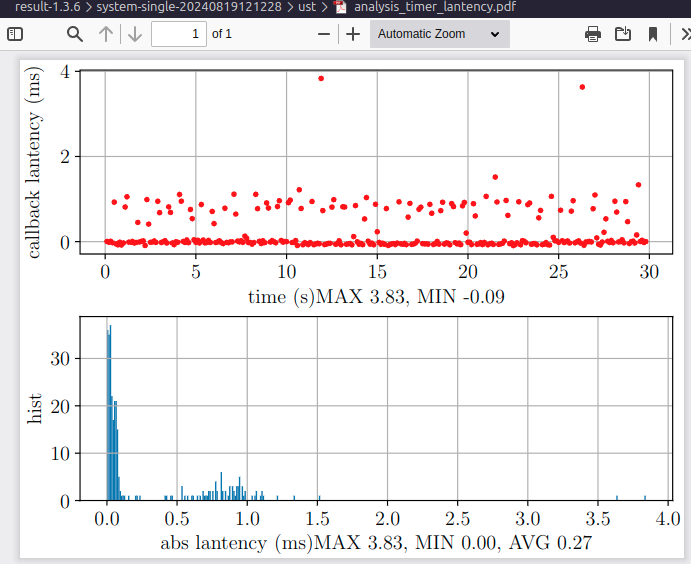 result-1.3.6 > system-single-20240819121228 > ust > analysis_timer_lantency.pdf
1 of 1 Automatic Zoom
callback lantency (ms)
4
2
0
0 5 10 15 20 25 30
time (s)MAX 3.83, MIN -0.09
hist
30
20
10
0
0.0 0.5 1.0 1.5 2.0 2.5 3.0 3.5 4.0
abs lantency (ms)MAX 3.83, MIN 0.00, AVG 0.27